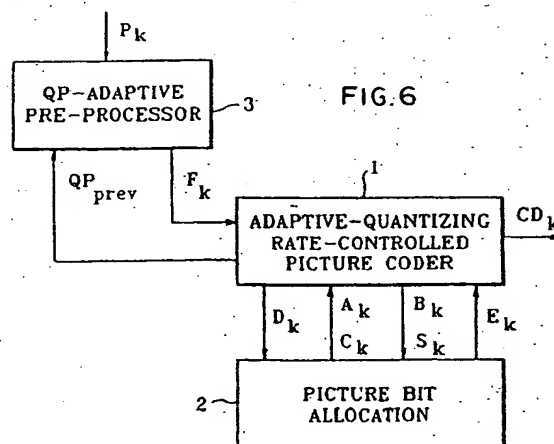 P_k
QP-ADAPTIVE
PRE-PROCESSOR
3
FIG.6
QP_prev
F_k
1
ADAPTIVE-QUANTIZING
RATE-CONTROLLED
PICTURE CODER
CD_k
D_k
A_k
C_k
B_k
S_k
E_k
2
PICTURE BIT
ALLOCATION